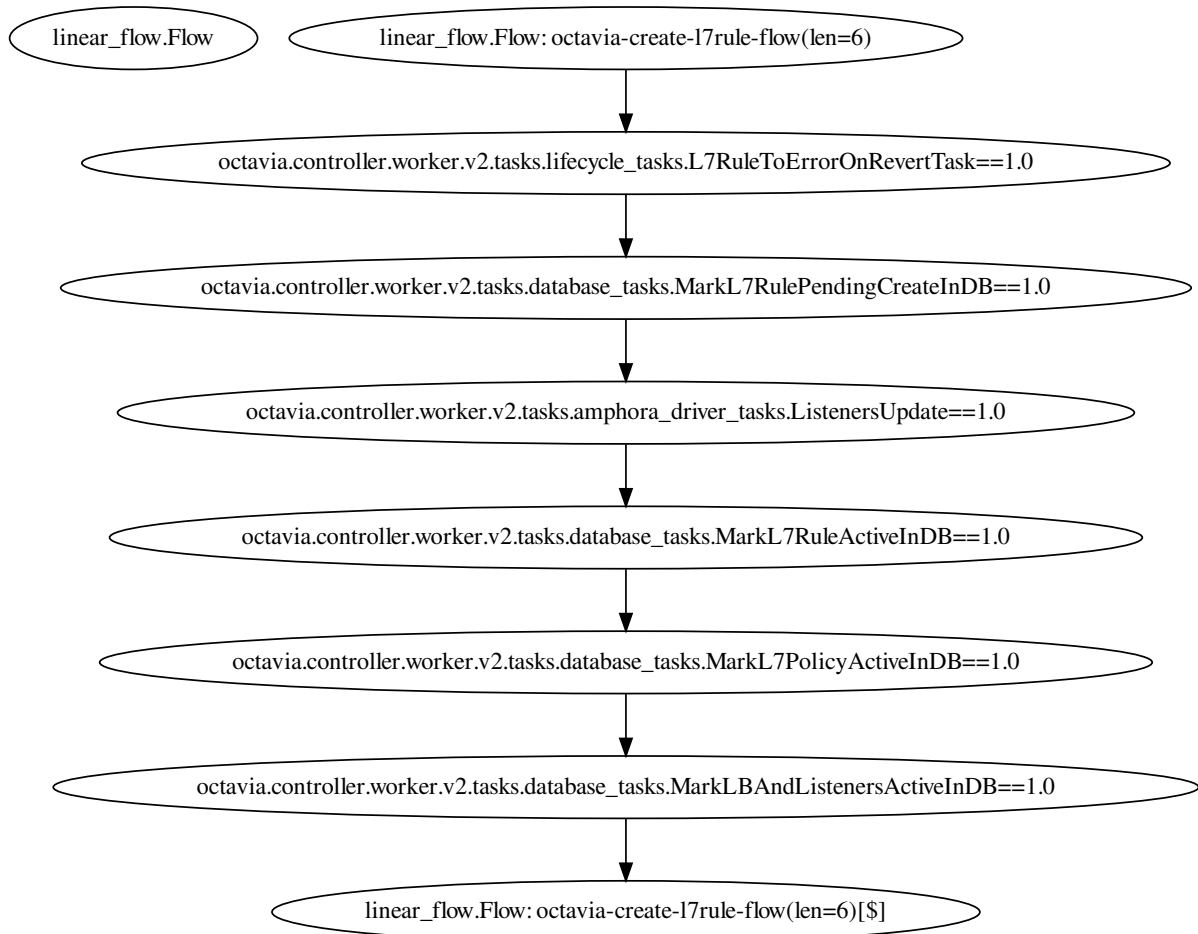 linear_flow.Flow
linear_flow.Flow: octavia-create-l7rule-flow(len=6)
octavia.controller.worker.v2.tasks.lifecycle_tasks.L7RuleToErrorOnRevertTask==1.0
octavia.controller.worker.v2.tasks.database_tasks.MarkL7RulePendingCreateInDB==1.0
octavia.controller.worker.v2.tasks.amphora_driver_tasks.ListenersUpdate==1.0
octavia.controller.worker.v2.tasks.database_tasks.MarkL7RuleActiveInDB==1.0
octavia.controller.worker.v2.tasks.database_tasks.MarkL7PolicyActiveInDB==1.0
octavia.controller.worker.v2.tasks.database_tasks.MarkLBAndListenersActiveInDB==1.0
linear_flow.Flow: octavia-create-l7rule-flow(len=6)[$]